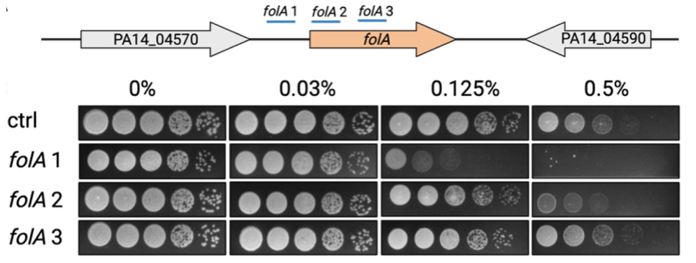 folA 1 folA 2 folA 3
PA14_04570 folA PA14_04590
0% 0.03% 0.125% 0.5%
ctrl
folA 1
folA 2
folA 3